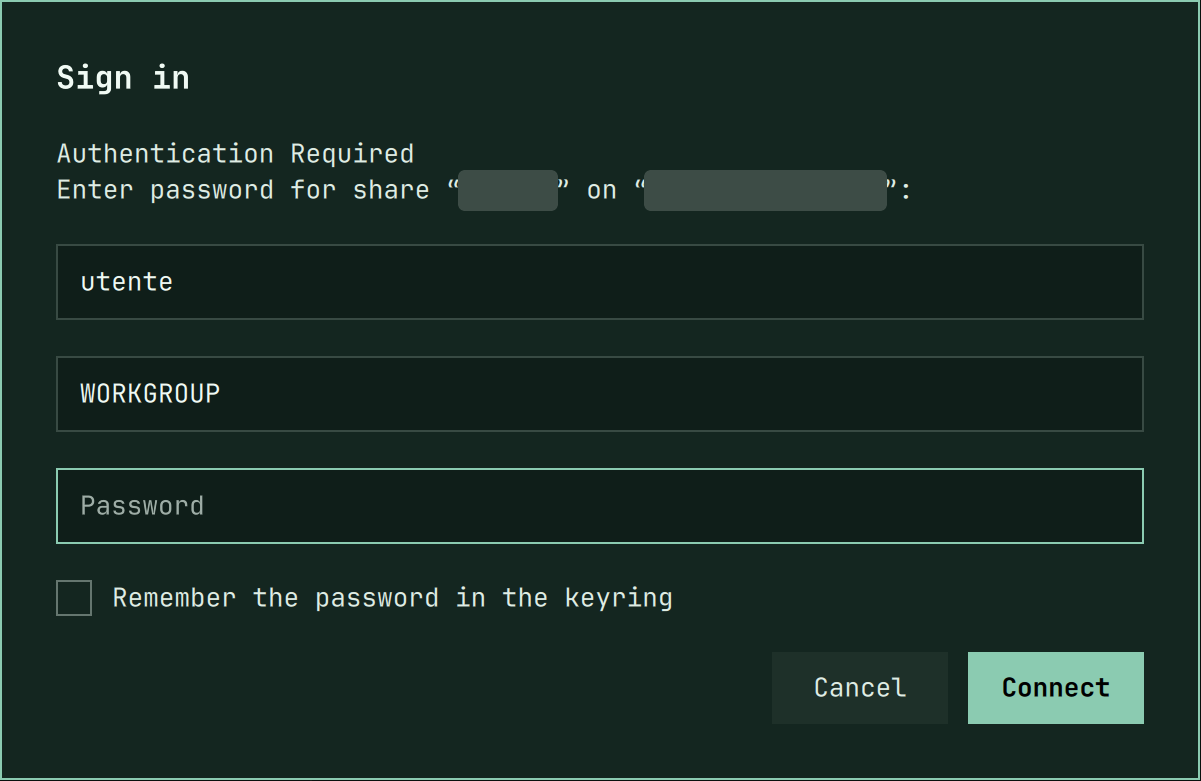 Sign in
Authentication Required
Enter password for share “” on “”:
utente
WORKGROUP
Password
Remember the password in the keyring
Cancel
Connect